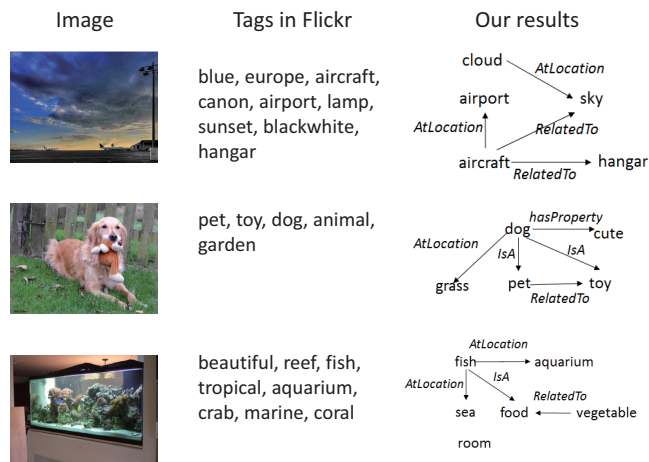 Image Tags in Flickr Our results
blue, europe, aircraft,
canon, airport, lamp,
sunset, blackwhite,
hangar
cloud
AtLocation
airport sky
AtLocation RelatedTo
aircraft hangar
RelatedTo
pet, toy, dog, animal,
garden
dog hasProperty cute
AtLocation IsA IsA
grass pet toy
RelatedTo
beautiful, reef, fish,
tropical, aquarium,
crab, marine, coral
AtLocation
fish aquarium
AtLocation IsA RelatedTo
sea food vegetable
room